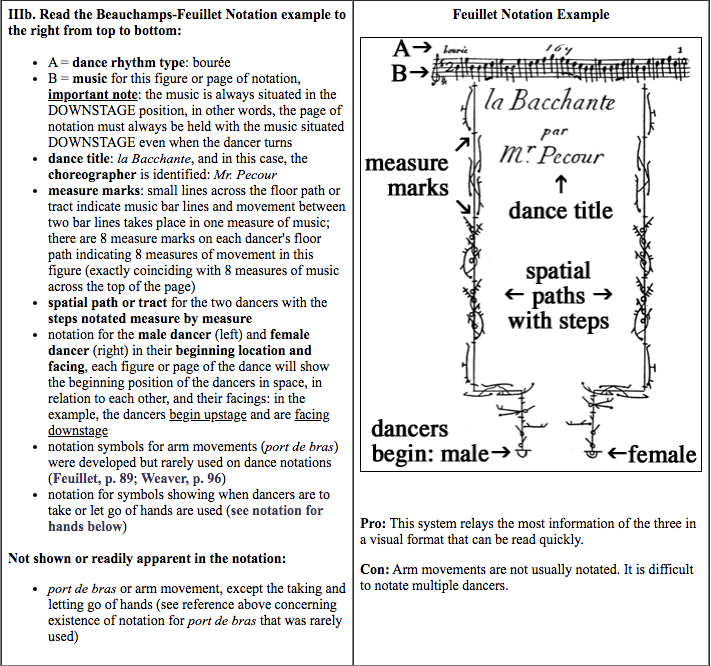 IIIb. Read the Beauchamps-Feuillet Notation example to
the right from top to bottom:
• A = dance rhythm type: bourée
• B = music for this figure or page of notation,
important note: the music is always situated in the
DOWNSTAGE position, in other words, the page of
notation must always be held with the music situated
DOWNSTAGE even when the dancer turns
• dance title: la Bacchante, and in this case, the
choreographer is identified: Mr. Pecour
• measure marks: small lines across the floor path or
tract indicate music bar lines and movement between
two bar lines takes place in one measure of music;
there are 8 measure marks on each dancer's floor
path indicating 8 measures of movement in this
figure (exactly coinciding with 8 measures of music
across the top of the page)
• spatial path or tract for the two dancers with the
steps notated measure by measure
• notation for the male dancer (left) and female
dancer (right) in their beginning location and
facing, each figure or page of the dance will show
the beginning position of the dancers in space, in
relation to each other, and their facings: in the
example, the dancers begin upstage and are facing
downstage
• notation symbols for arm movements (port de bras)
were developed but rarely used on dance notations
(Feuillet, p. 89; Weaver, p. 96)
• notation for symbols showing when dancers are to
take or let go of hands are used (see notation for
hands below)
Not shown or readily apparent in the notation:
• port de bras or arm movement, except the taking and
letting go of hands (see reference above concerning
existence of notation for port de bras that was rarely
used)
Feuillet Notation Example
A→ bourée 164 1
B→
la Bacchante
par
Mr. Pecour
measure
marks
dance title
spatial
← paths →
with steps
dancers
begin: male→
←female
Pro: This system relays the most information of the three in
a visual format that can be read quickly.
Con: Arm movements are not usually notated. It is difficult
to notate multiple dancers.